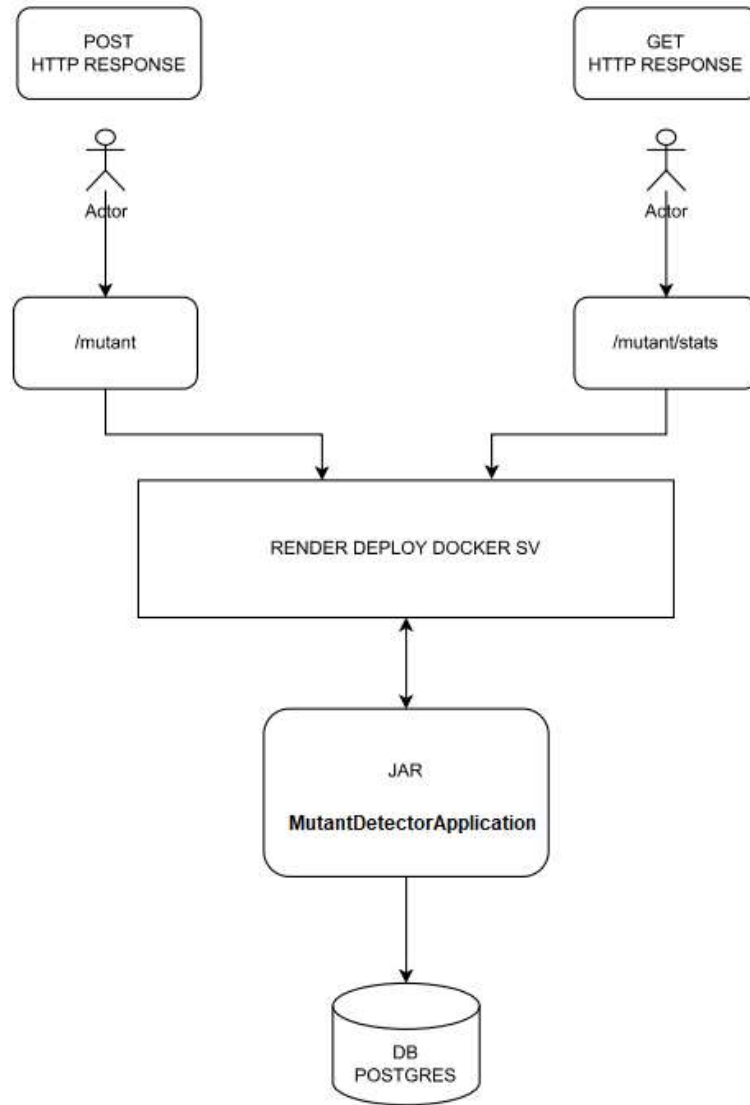 POST
HTTP RESPONSE
GET
HTTP RESPONSE
Actor
Actor
/mutant
/mutant/stats
RENDER DEPLOY DOCKER SV
JAR
MutantDetectorApplication
DB
POSTGRES